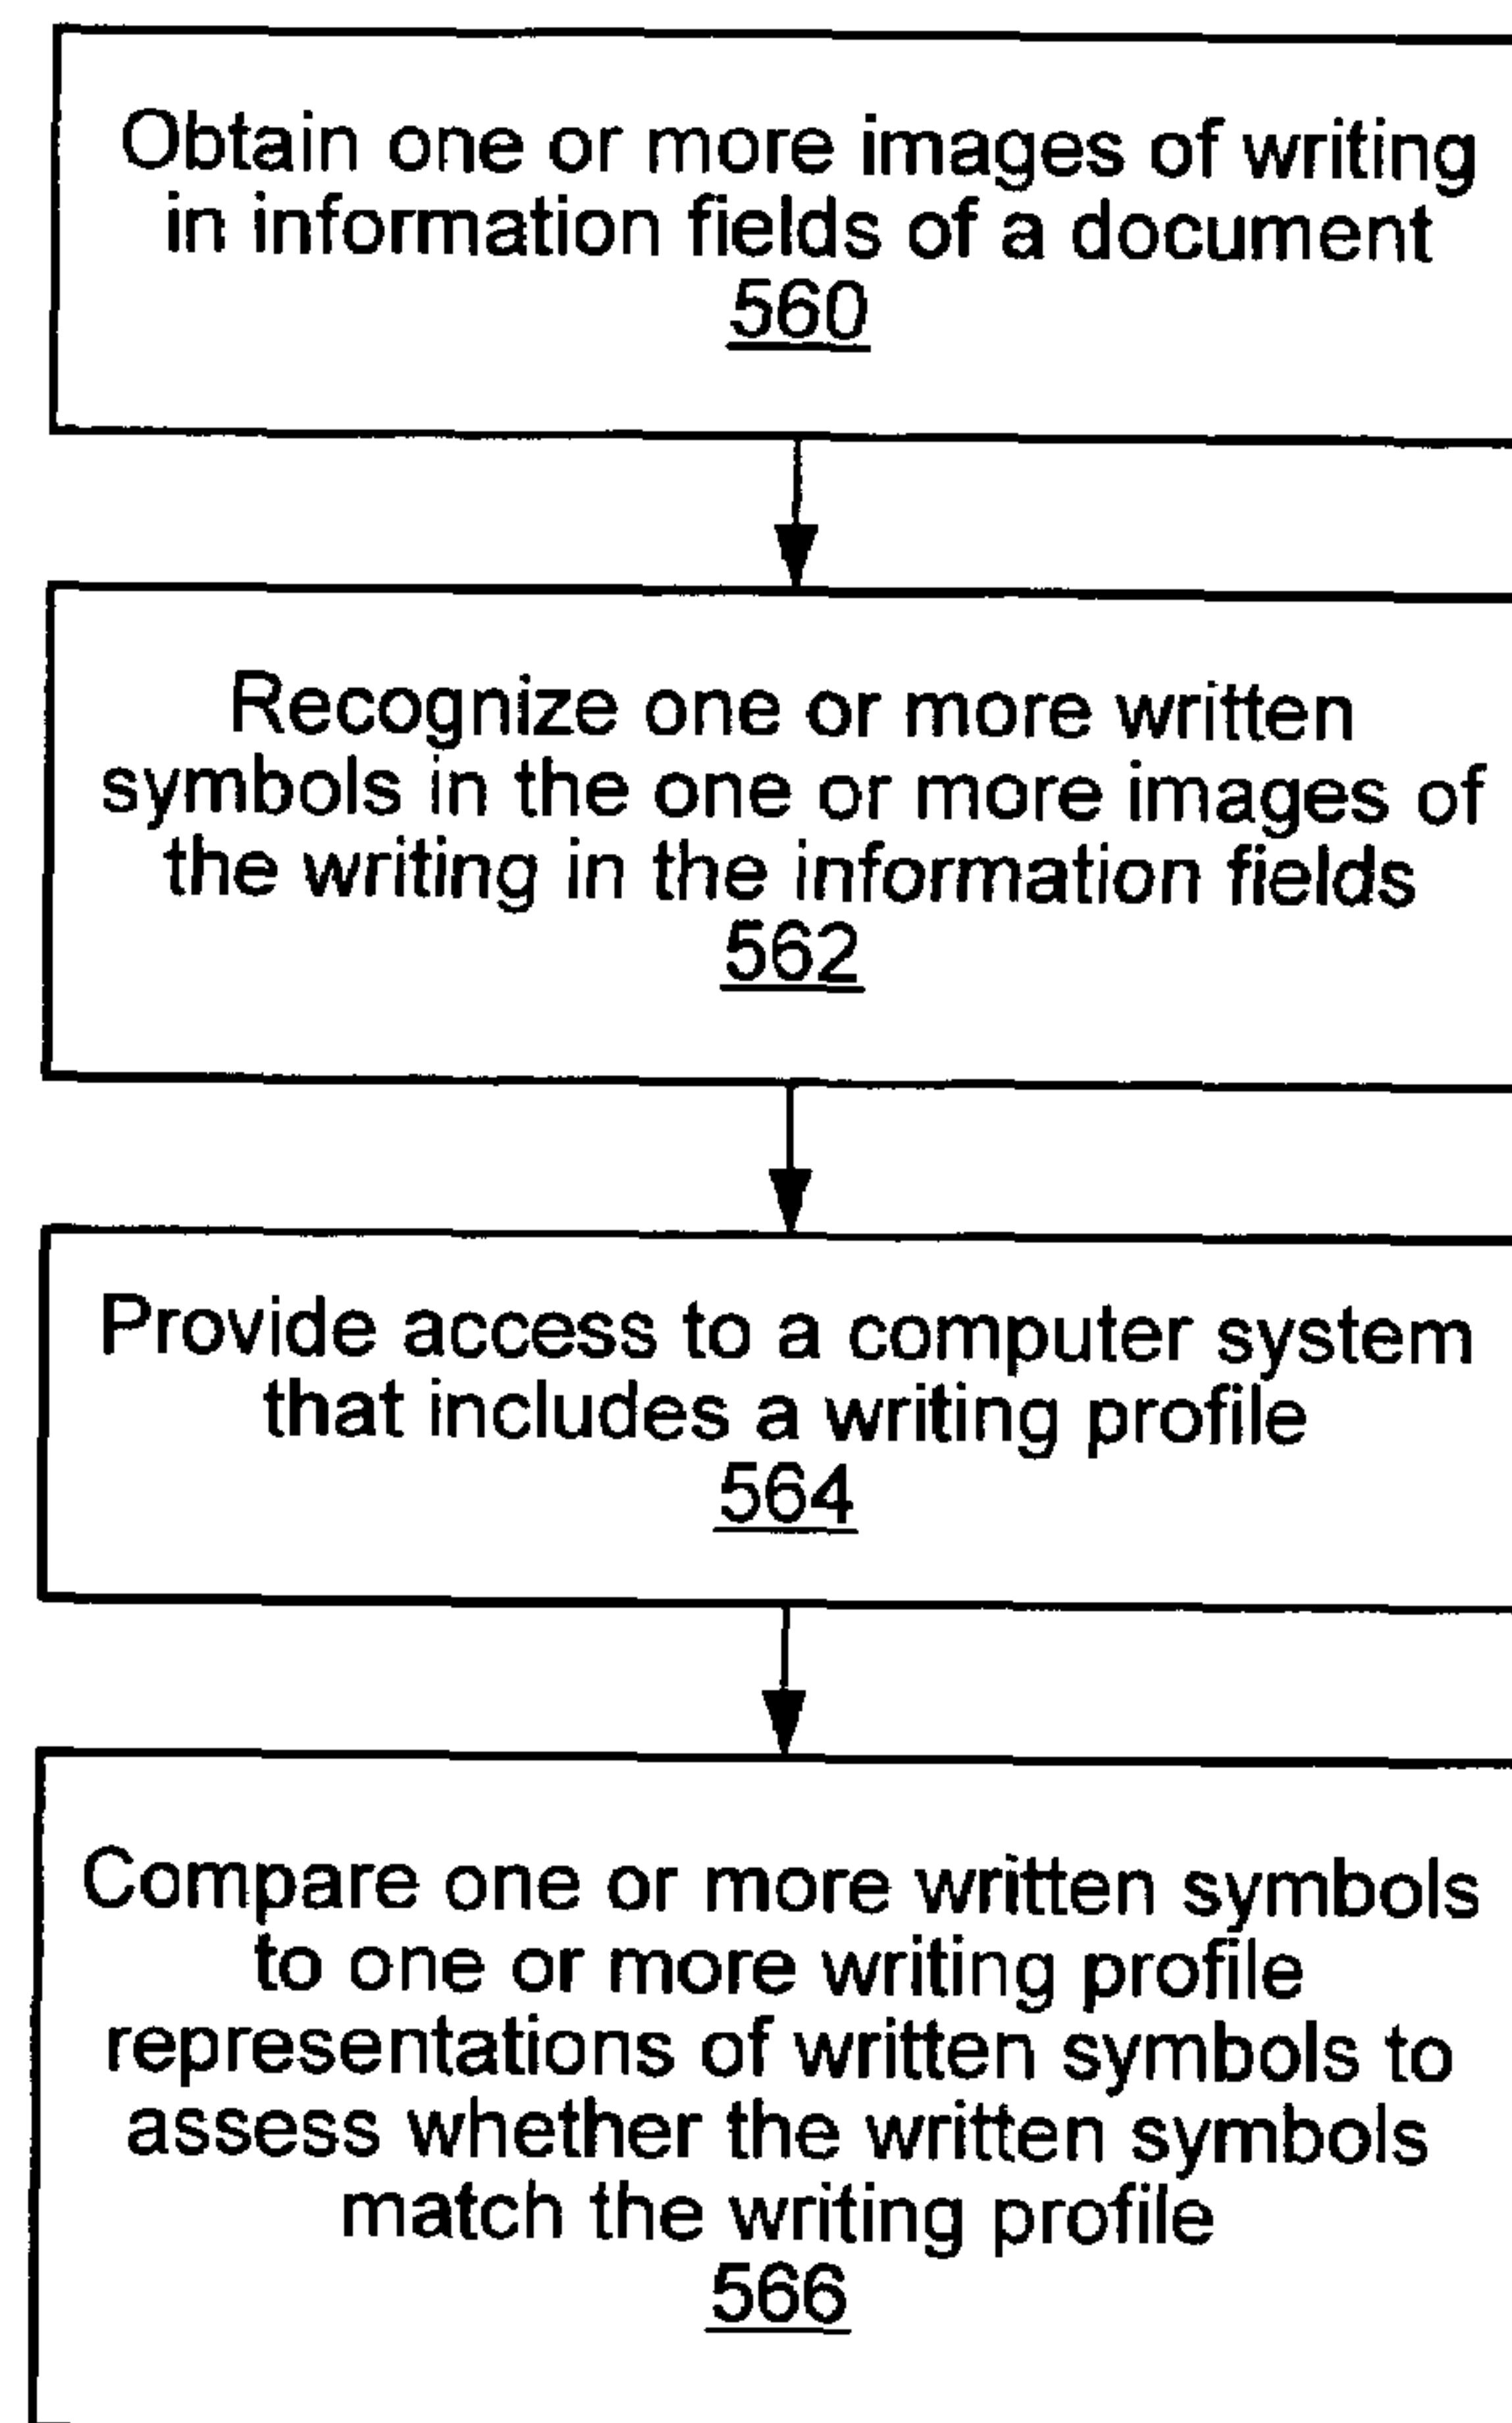 Obtain one or more images of writing
in information fields of a document
560
Recognize one or more written
symbols in the one or more images of
the writing in the information fields
562
Provide access to a computer system
that includes a writing profile
564
Compare one or more written symbols
to one or more writing profile
representations of written symbols to
assess whether the written symbols
match the writing profile
566